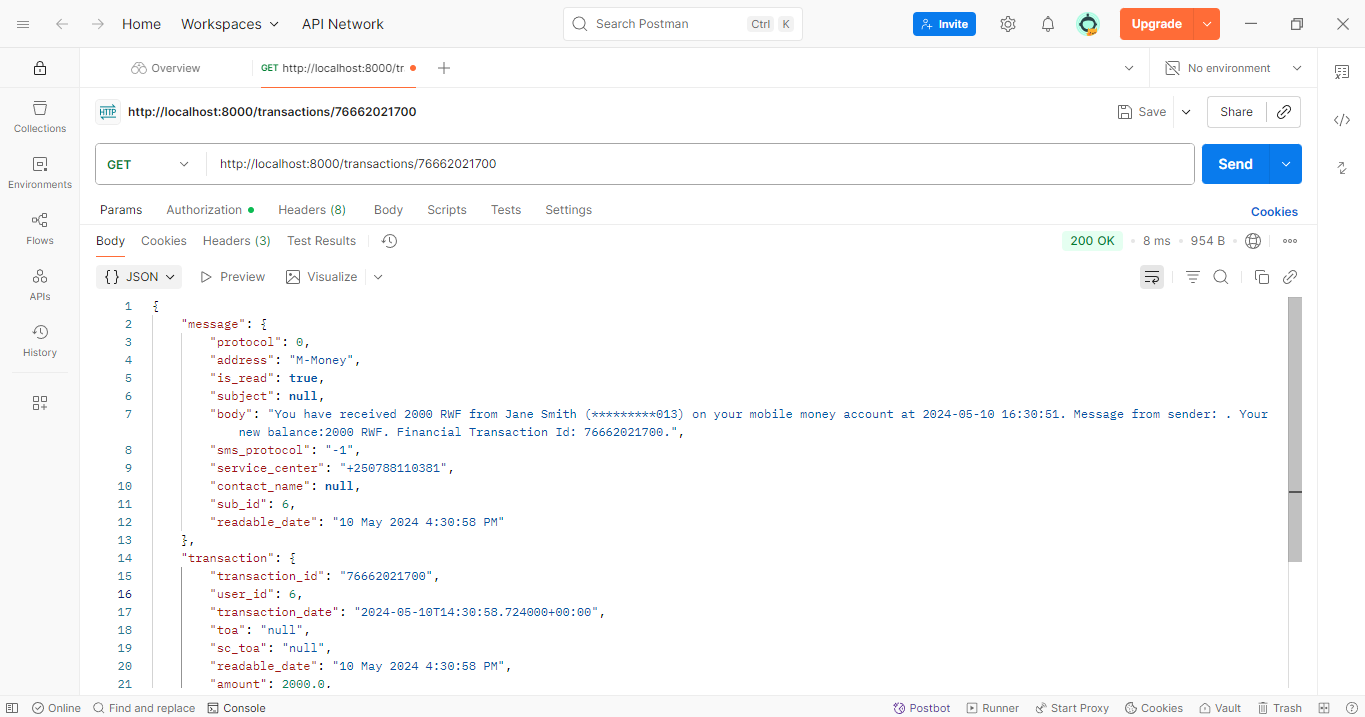 Home Workspaces API Network Search Postman Ctrl K Invite Upgrade
Overview GET http://localhost:8000/tr No environment
HTTP http://localhost:8000/transactions/76662021700 Save Share
Collections
GET http://localhost:8000/transactions/76662021700 Send
Environments
Params Authorization Headers (8) Body Scripts Tests Settings Cookies
Flows
Body Cookies Headers (3) Test Results 200 OK • 8 ms • 954 B
{} JSON Preview Visualize
APIs
History
1 {
2 "message": {
3 "protocol": 0,
4 "address": "M-Money",
5 "is_read": true,
6 "subject": null,
7 "body": "You have received 2000 RWF from Jane Smith (*********013) on your mobile money account at 2024-05-10 16:30:51. Message from sender: . Your
new balance:2000 RWF. Financial Transaction Id: 76662021700.",
8 "sms_protocol": "-1",
9 "service_center": "+250788110381",
10 "contact_name": null,
11 "sub_id": 6,
12 "readable_date": "10 May 2024 4:30:58 PM"
13 },
14 "transaction": {
15 "transaction_id": "76662021700",
16 "user_id": 6,
17 "transaction_date": "2024-05-10T14:30:58.724000+00:00",
18 "toa": "null",
19 "sc_toa": "null",
20 "readable_date": "10 May 2024 4:30:58 PM",
21 "amount": 2000.0,
Online Find and replace Console Postbot Runner Start Proxy Cookies Vault Trash